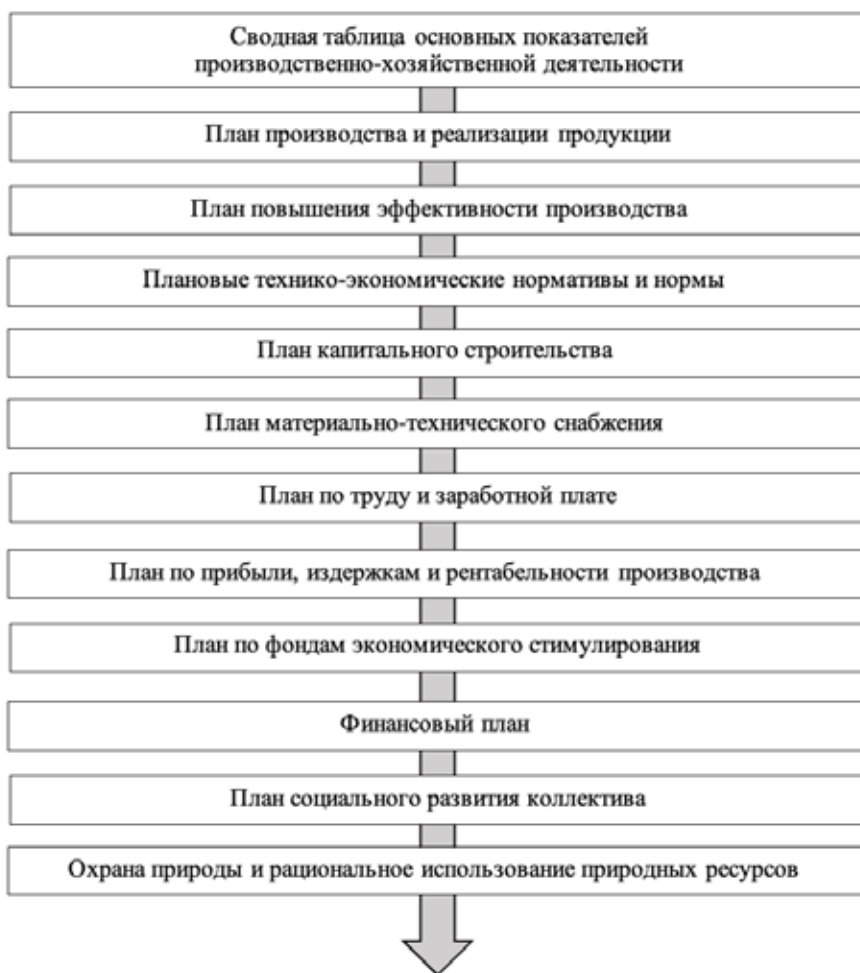 Сводная таблица основных показателей
производственно-хозяйственной деятельности
План производства и реализации продукции
План повышения эффективности производства
Плановые технико-экономические нормативы и нормы
План капитального строительства
План материально-технического снабжения
План по труду и заработной плате
План по прибыли, издержкам и рентабельности производства
План по фондам экономического стимулирования
Финансовый план
План социального развития коллектива
Охрана природы и рациональное использование природных ресурсов